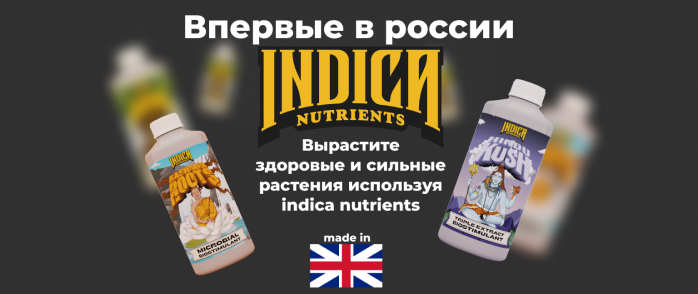 Впервые в россии
INDICA
NUTRIENTS
Вырастите
здоровые и сильные
растения используя
indica nutrients
made in
INDICA
ROOTS
MICROBIAL
BIOSTIMULANT
INDICA
HINDU
KUSH
TRIPLE EXTRACT
BIOSTIMULANT